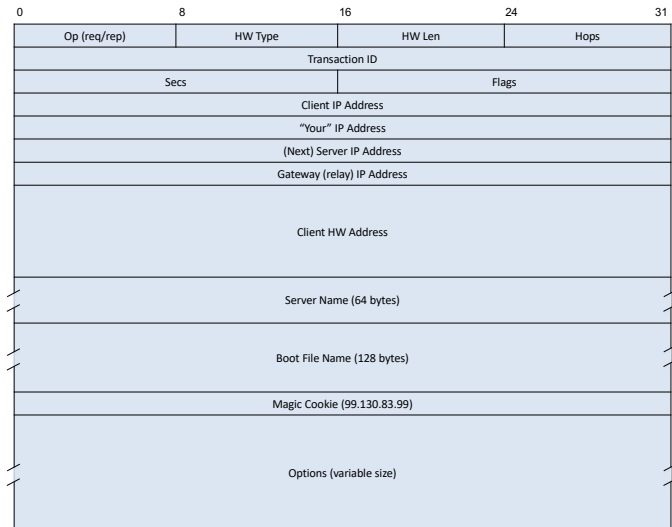 0 8 16 24 31
Op (req/rep) HW Type HW Len Hops
Transaction ID
Secs Flags
Client IP Address
“Your” IP Address
(Next) Server IP Address
Gateway (relay) IP Address
Client HW Address
Server Name (64 bytes)
Boot File Name (128 bytes)
Magic Cookie (99.130.83.99)
Options (variable size)